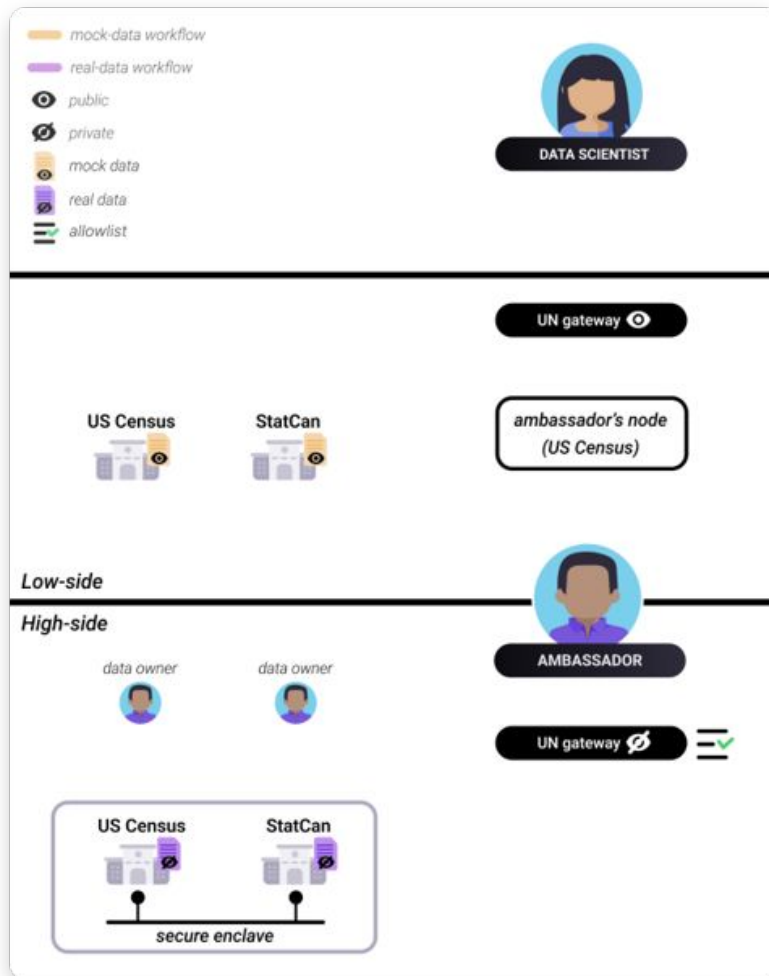 mock-data workflow
real-data workflow
public
private
mock data
real data
allowlist
DATA SCIENTIST
UN gateway
US Census
StatCan
ambassador's node
(US Census)
Low-side
High-side
data owner
data owner
AMBASSADOR
UN gateway
US Census
StatCan
secure enclave